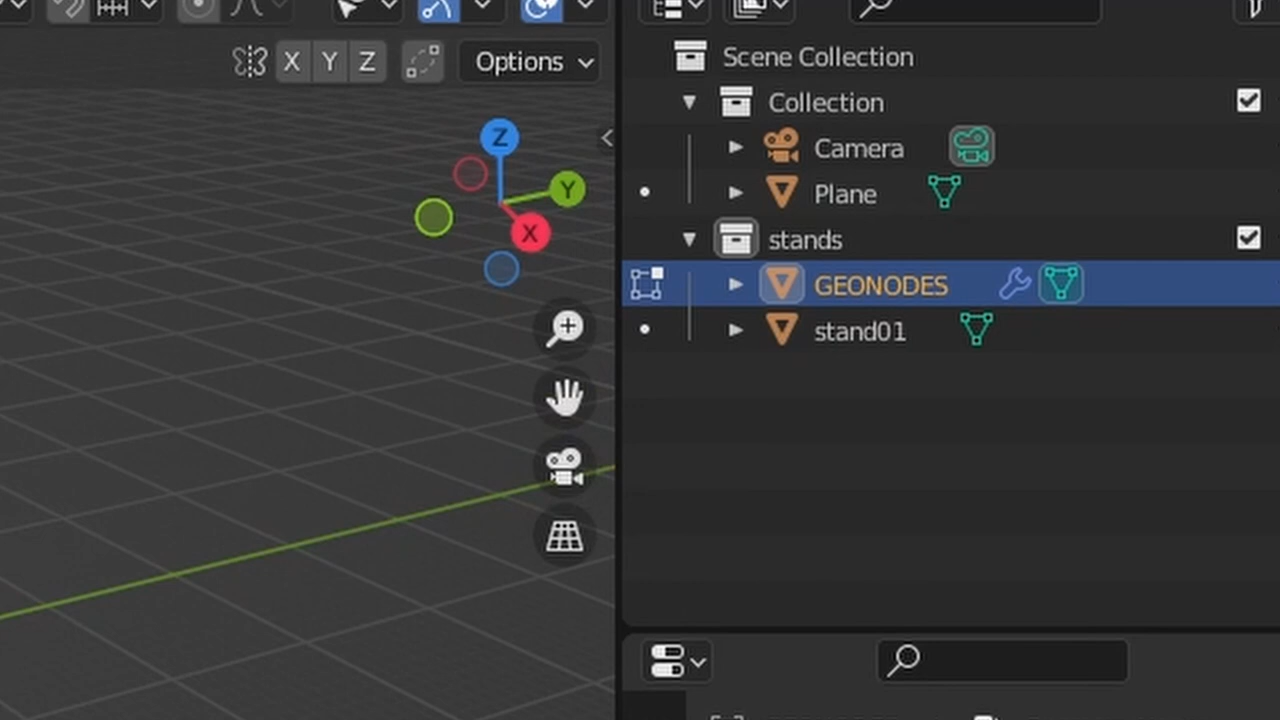 X Y Z Options
Z
Y
X
Scene Collection
Collection
Camera
Plane
stands
GEONODES
stand01